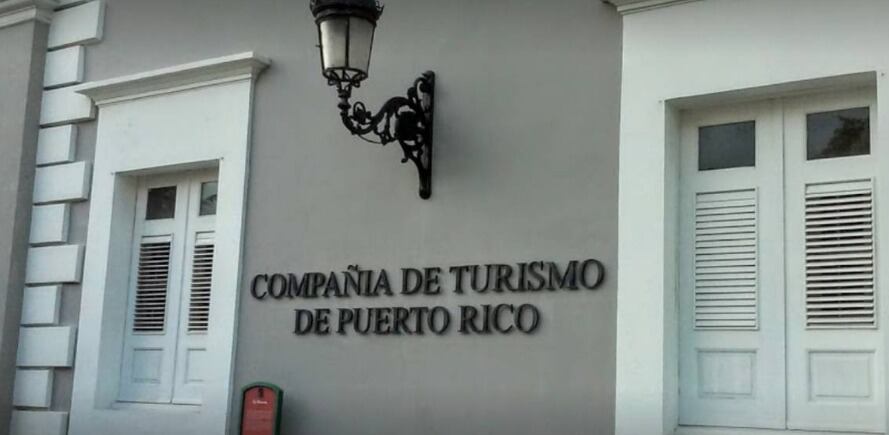 COMPAÑIA DE TURISMO
DE PUERTO RICO